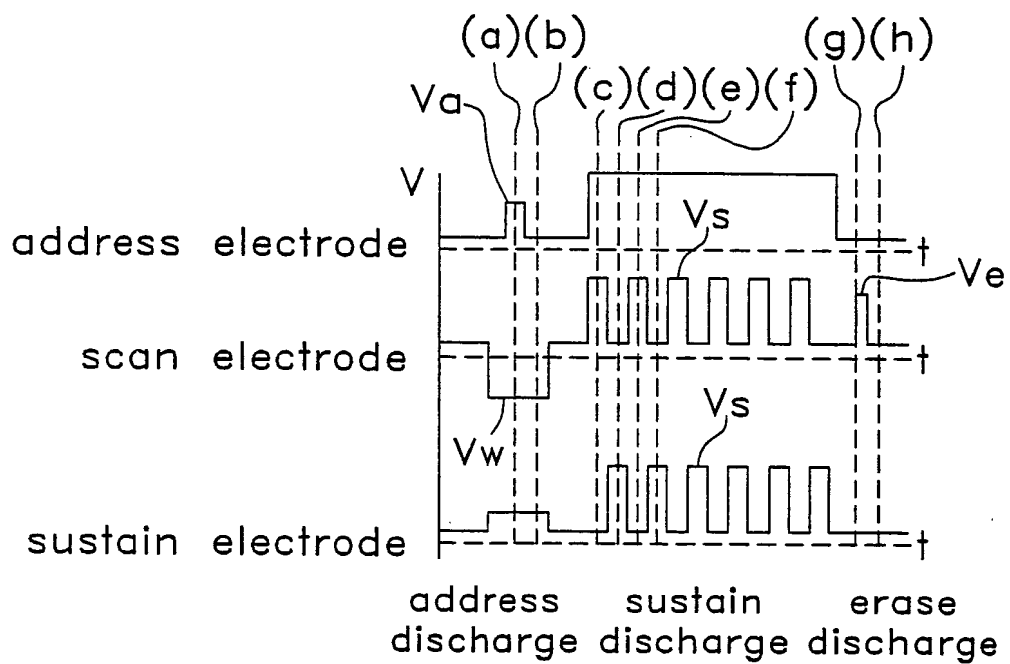 (a)(b)
(g)(h)
(c)(d)(e)(f)
Va
V
Vs
address electrode
t
Ve
scan electrode
t
Vs
Vw
sustain electrode
t
address discharge
sustain discharge
erase discharge